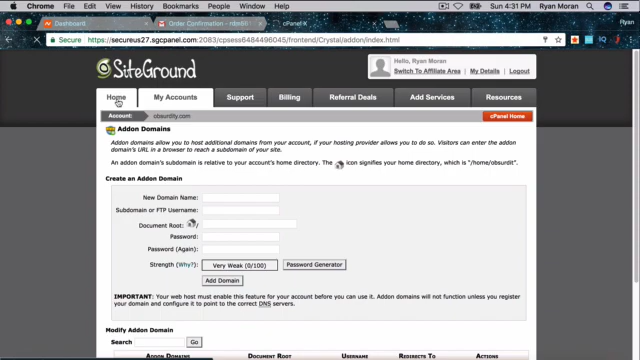 Chrome File Edit View History Bookmarks People Window Help
Sun 4:31 PM Ryan Moran
Dashboard
Order Confirmation - rdm86
cPanel X
Ryan
Secure https://secureus27.sgcpanel.com:2083/cpsess6484496045/frontend/Crystal/addon/index.html
SiteGround
Hello, Ryan Moran
Switch To Affiliate Area | My Details | Logout
Home My Accounts Support Billing Referral Deals Add Services Resources
Account: obsurdity.com cPanel Home
Addon Domains
Addon domains allow you to host additional domains from your account, if your hosting provider allows you to do so. Visitors can enter the addon
domain's URL in a browser to reach a subdomain of your site.
An addon domain's subdomain is relative to your account's home directory. The icon signifies your home directory, which is "/home/obsurdit".
Create an Addon Domain
New Domain Name:
Subdomain or FTP Username:
Document Root: /
Password:
Password (Again):
Strength (Why?): Very Weak (0/100) Password Generator
Add Domain
IMPORTANT: Your web host must enable this feature for your account before you can use it. Addon domains will not function unless you register
your domain and configure it to point to the correct DNS servers.
Modify Addon Domain
Search Go
Addon Domains Document Root Username Redirects To Actions